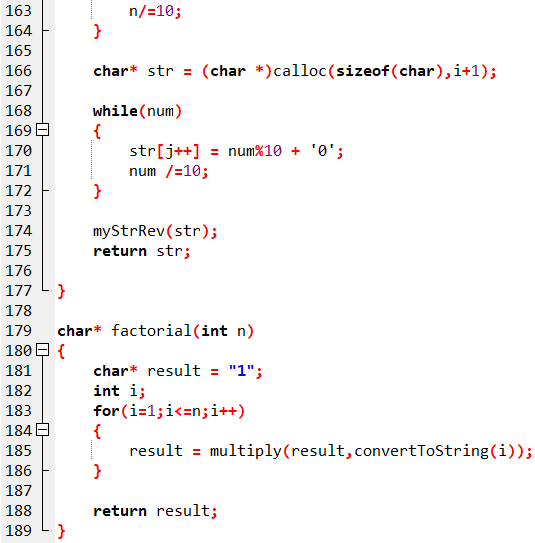 163 n/=10;
164 }
165
166 char* str = (char *)calloc(sizeof(char),i+1);
167
168 while(num)
169 {
170 str[j++] = num%10 + '0';
171 num /=10;
172 }
173
174 myStrRev(str);
175 return str;
176
177 }
178
179 char* factorial(int n)
180 {
181 char* result = "1";
182 int i;
183 for(i=1;i<=n;i++)
184 {
185 result = multiply(result,convertToString(i));
186 }
187
188 return result;
189 }